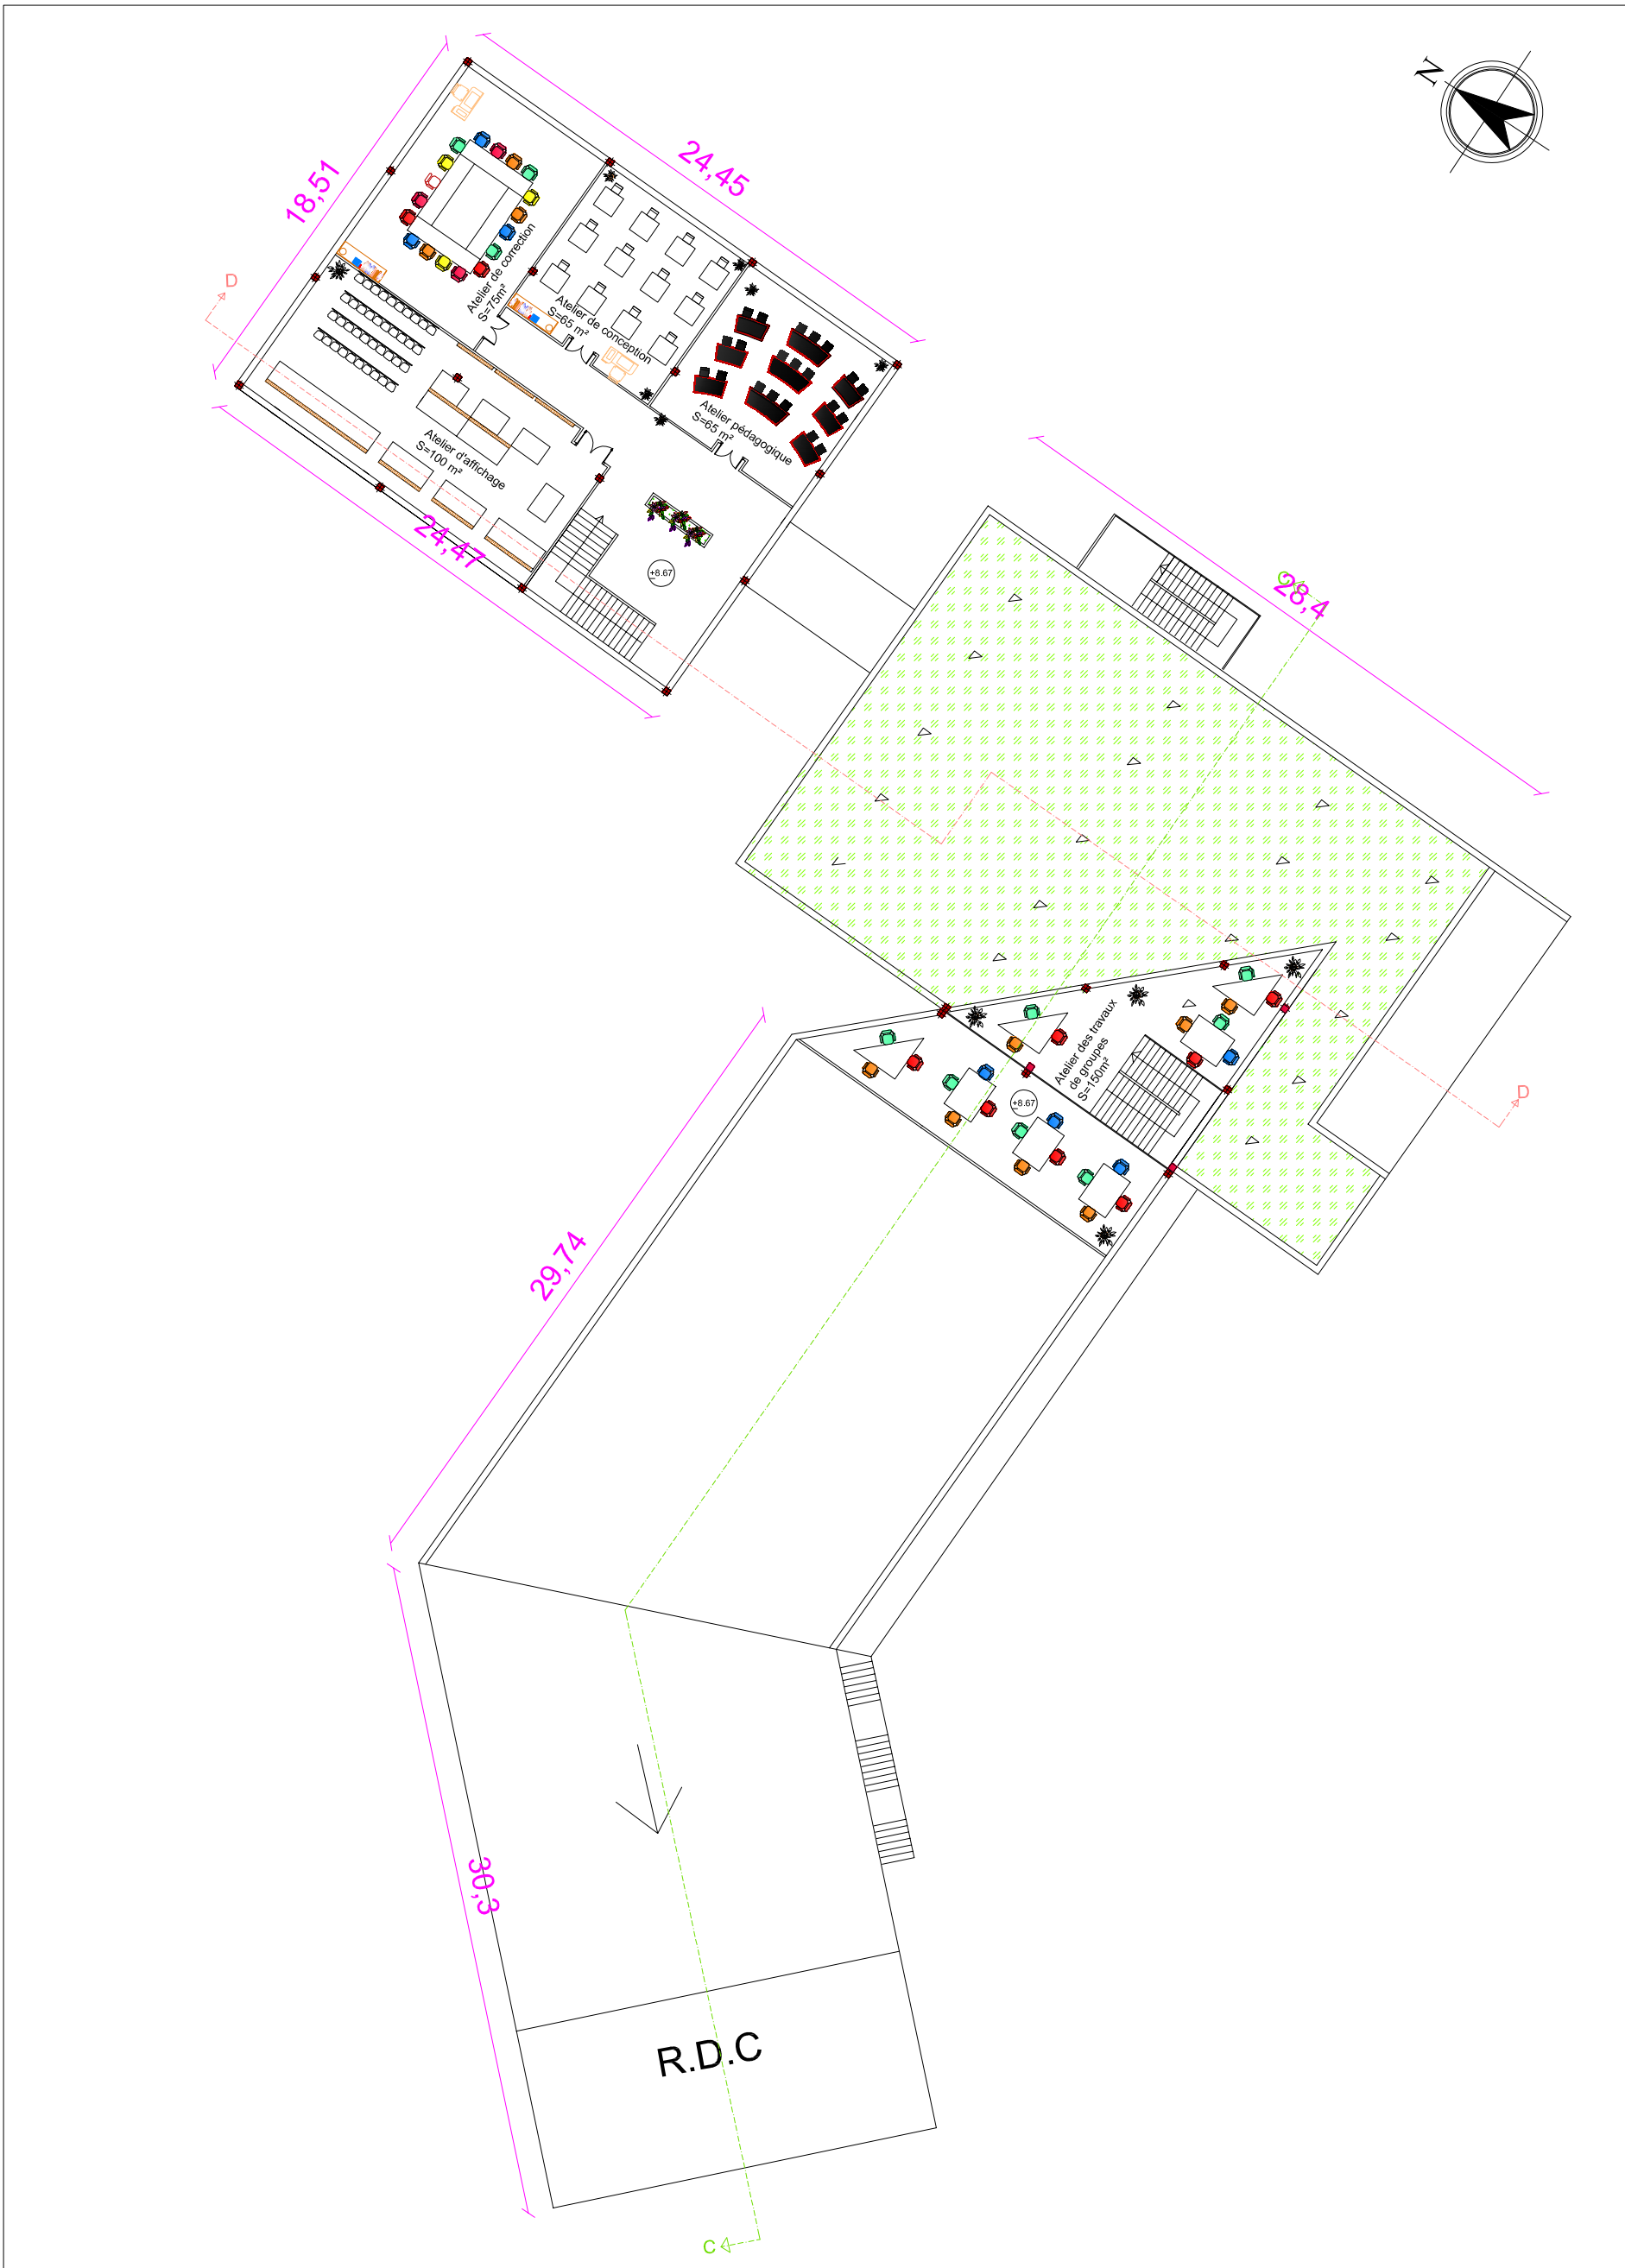 N
24,45
18,51
D
Atelier de correction
S=75m²
Atelier de conception
S=65 m²
Atelier pédagogique
S=65 m²
Atelier d'affichage
S=100 m²
24,47
+8.67
C
28,4
Atelier des travaux
de groupes
S=150m²
+8.67
D
29,74
30,3
R.D.C
C